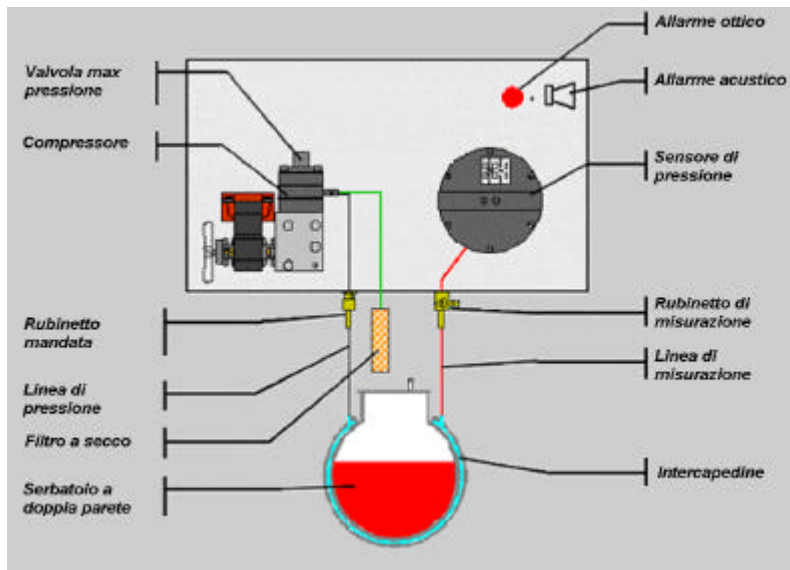 Valvola max
pressione
Compressore
Rubinetto
mandata
Linea di
pressione
Filtro a secco
Serbatoio a
doppia parete
Allarme ottico
Allarme acustico
Sensore di
pressione
Rubinetto di
misurazione
Linea di
misurazione
Intercapedine